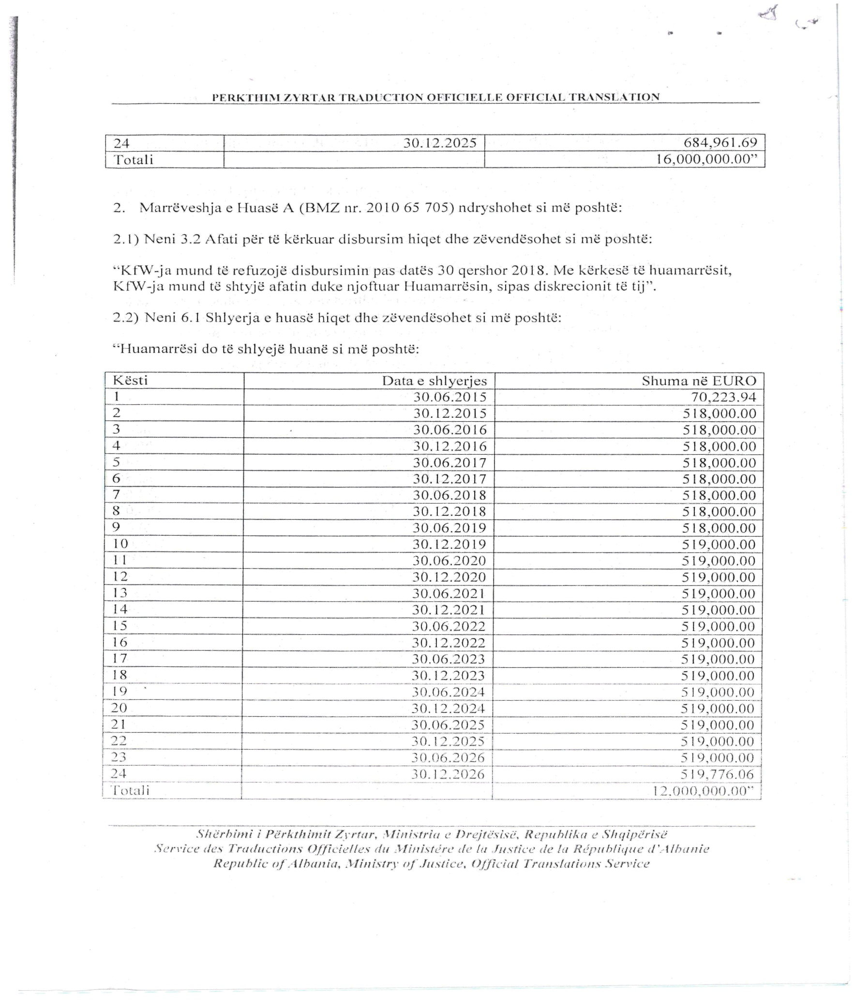 PERKTHIM ZYRTAR TRADUCTION OFFICIELLE OFFICIAL TRANSLATION
24 30.12.2025 684,961.69
Totali 16,000,000.00”
2. Marrëveshja e Huasë A (BMZ nr. 2010 65 705) ndryshohet si më poshtë:
2.1) Neni 3.2 Afati për të kërkuar disbursim hiqet dhe zëvendësohet si më poshtë:
“KfW-ja mund të refuzojë disbursimin pas datës 30 qershor 2018. Me kërkesë të huamarrësit,
KfW-ja mund të shtyjë afatin duke njoftuar Huamarrësin, sipas diskrecionit të tij”.
2.2) Neni 6.1 Shlyerja e huasë hiqet dhe zëvendësohet si më poshtë:
“Huamarrësi do të shlyejë huanë si më poshtë:
Kësti Data e shlyerjes Shuma në EURO
1 30.06.2015 70,223.94
2 30.12.2015 518,000.00
3 30.06.2016 518,000.00
4 30.12.2016 518,000.00
5 30.06.2017 518,000.00
6 30.12.2017 518,000.00
7 30.06.2018 518,000.00
8 30.12.2018 518,000.00
9 30.06.2019 518,000.00
10 30.12.2019 519,000.00
11 30.06.2020 519,000.00
12 30.12.2020 519,000.00
13 30.06.2021 519,000.00
14 30.12.2021 519,000.00
15 30.06.2022 519,000.00
16 30.12.2022 519,000.00
17 30.06.2023 519,000.00
18 30.12.2023 519,000.00
19 30.06.2024 519,000.00
20 30.12.2024 519,000.00
21 30.06.2025 519,000.00
22 30.12.2025 519,000.00
23 30.06.2026 519,000.00
24 30.12.2026 519,776.06
Totali 12,000,000.00”
Shërbimi i Përkthimit Zyrtar, Ministria e Drejtësisë, Republika e Shqipërisë
Service des Traductions Officielles du Ministére de la Justice de la République d’Albanie
Republic of Albania, Ministry of Justice, Official Translations Service